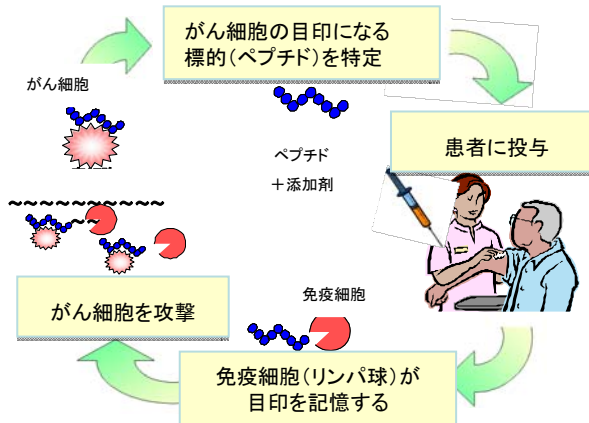 がん細胞の目印になる
標的(ペプチド)を特定
がん細胞
ペプチド
+添加剤
患者に投与
免疫細胞
がん細胞を攻撃
免疫細胞(リンパ球)が
目印を記憶する